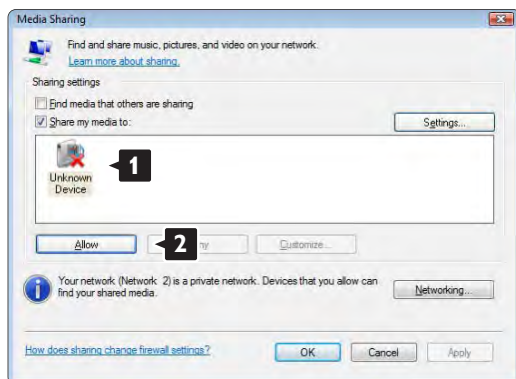 Media Sharing
Find and share music, pictures, and video on your network.
Learn more about sharing.
Sharing settings
Find media that others are sharing
Share my media to:
Settings...
1
Unknown
Device
Allow
2
Customize...
Your network (Network 2) is a private network. Devices that you allow can
find your shared media.
Networking...
How does sharing change firewall settings?
OK
Cancel
Apply